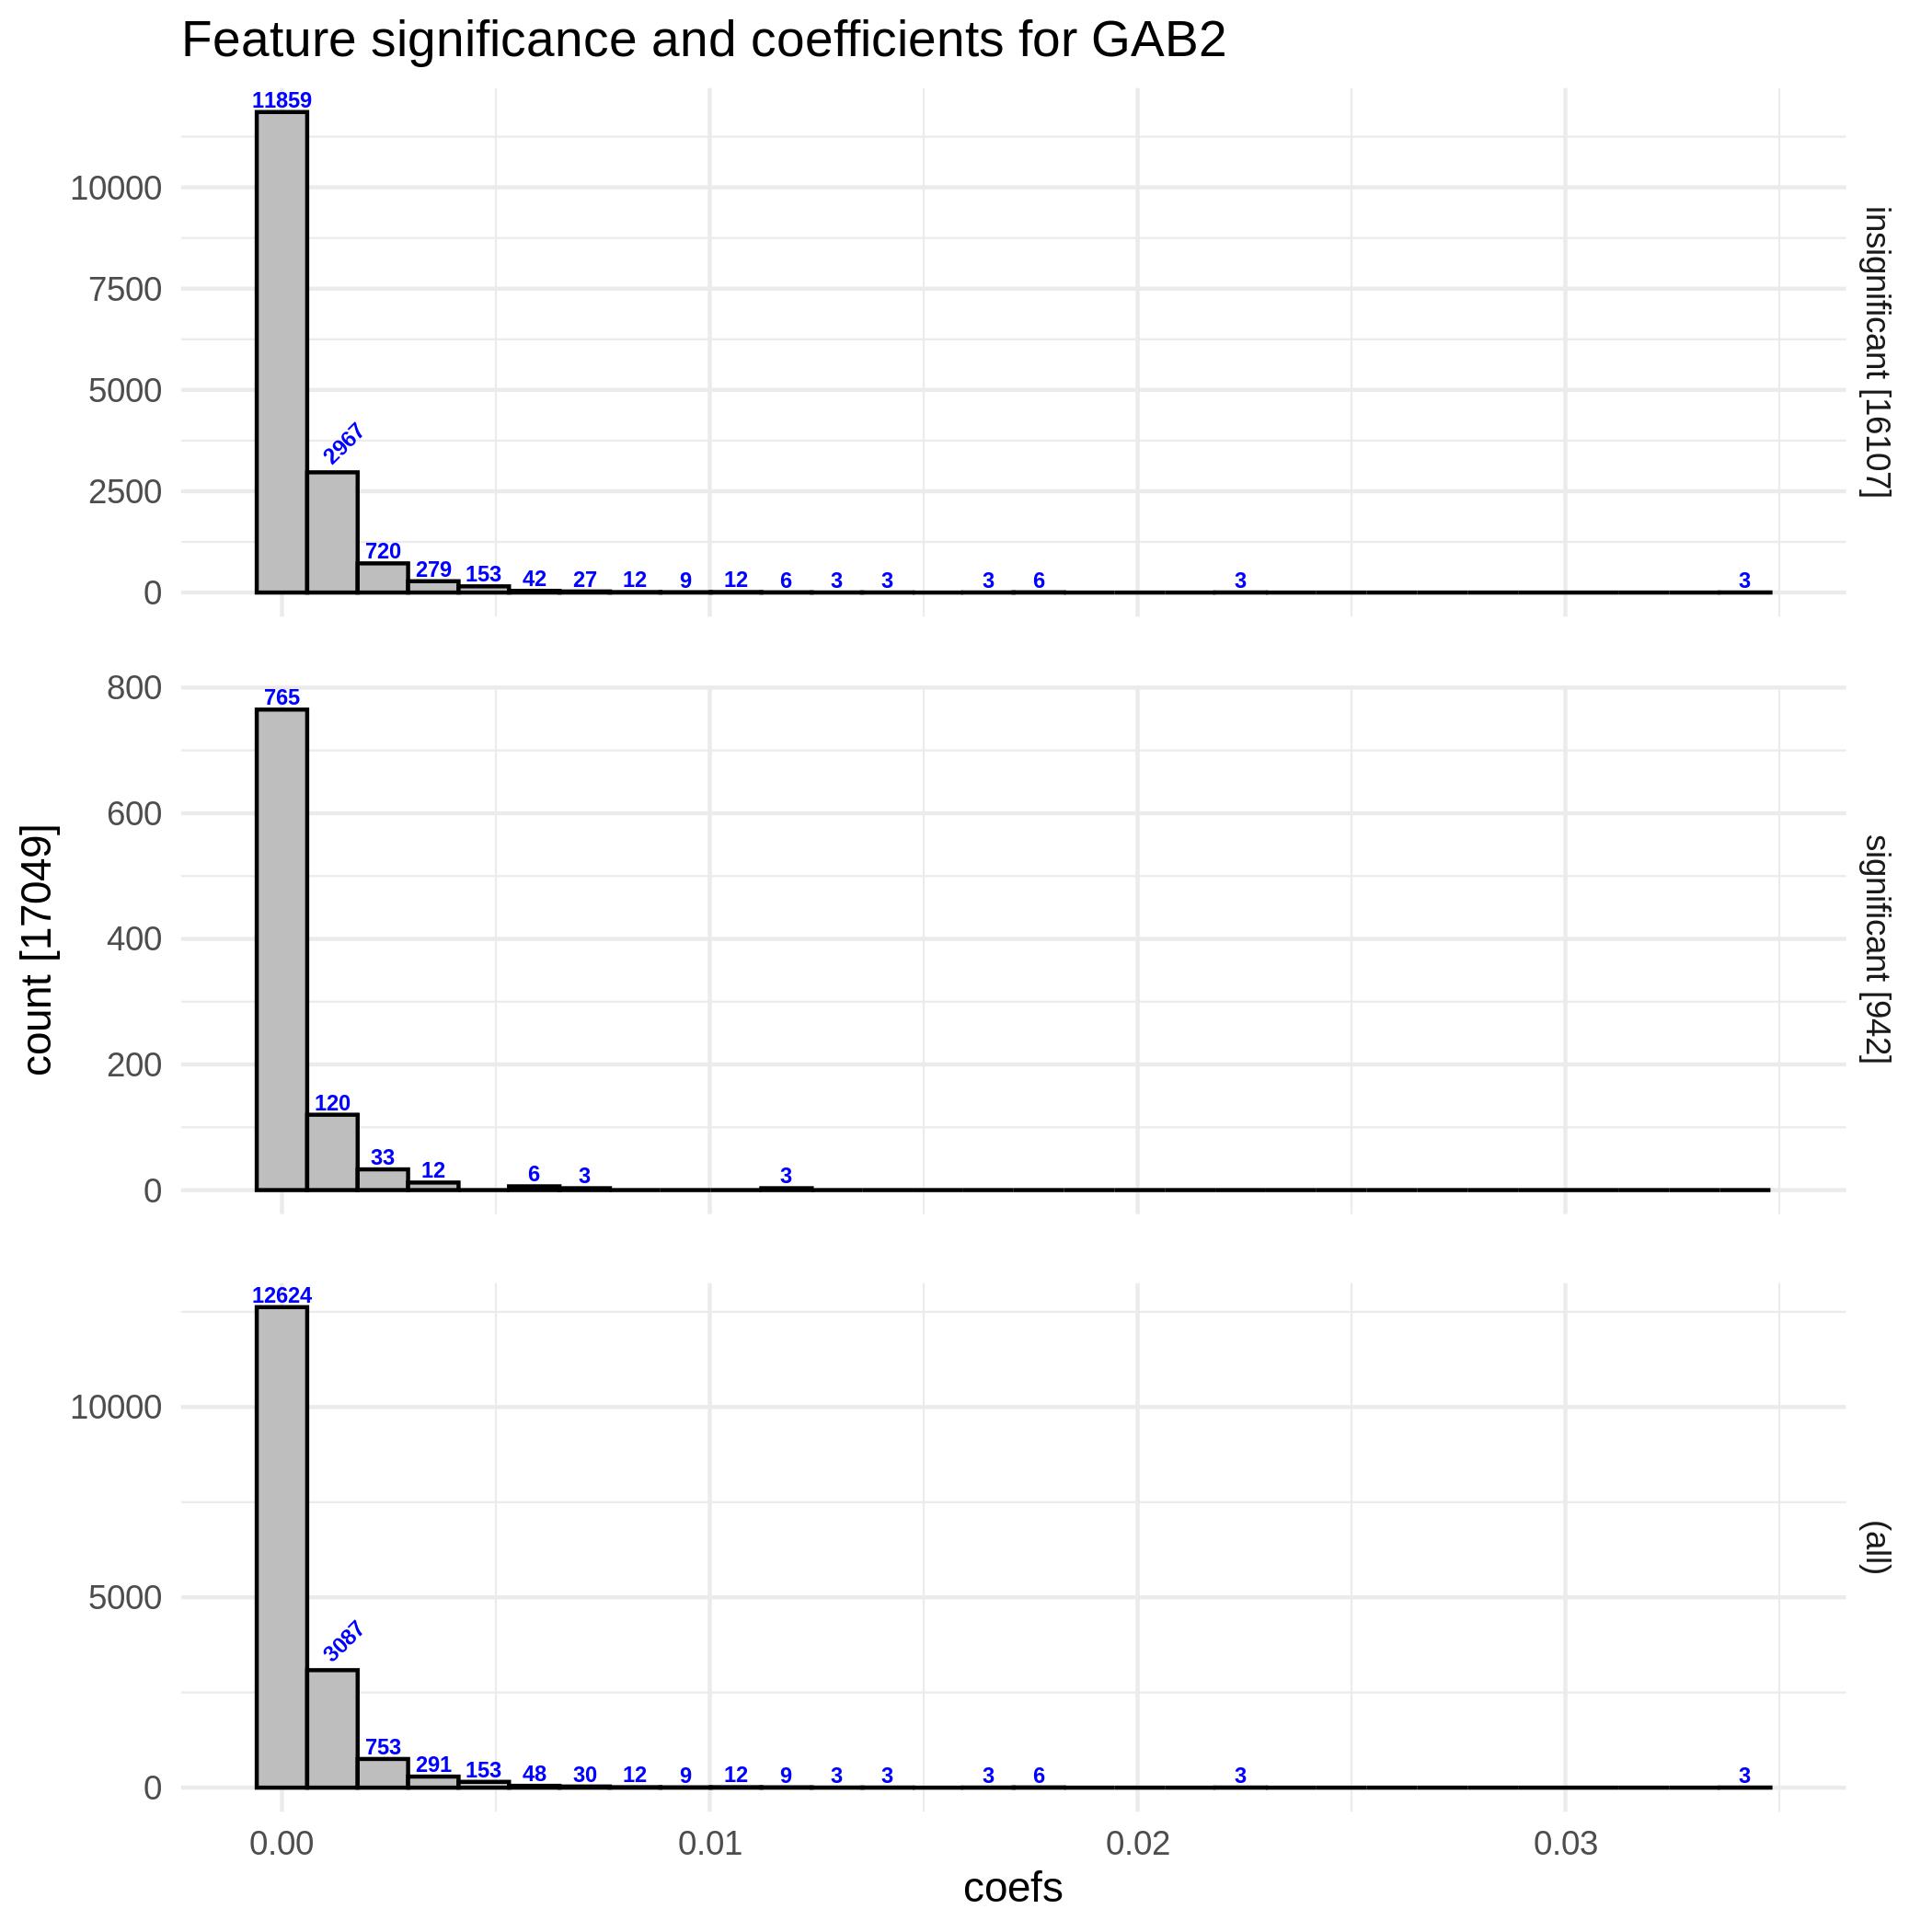 Feature significance and coefficients for GAB2
11859
10000
7500
5000
2967
2500
720
279 153 42 27 12 9 12 6 3 3 3 6 3 3
0
insignificant [16107]
800
765
600
400
200
120
33
12 6 3 3
0
significant [942]
count [17049]
12624
10000
5000
3087
753
291 153 48 30 12 9 12 9 3 3 3 6 3 3
0
(all)
0.00 0.01 0.02 0.03
coefs